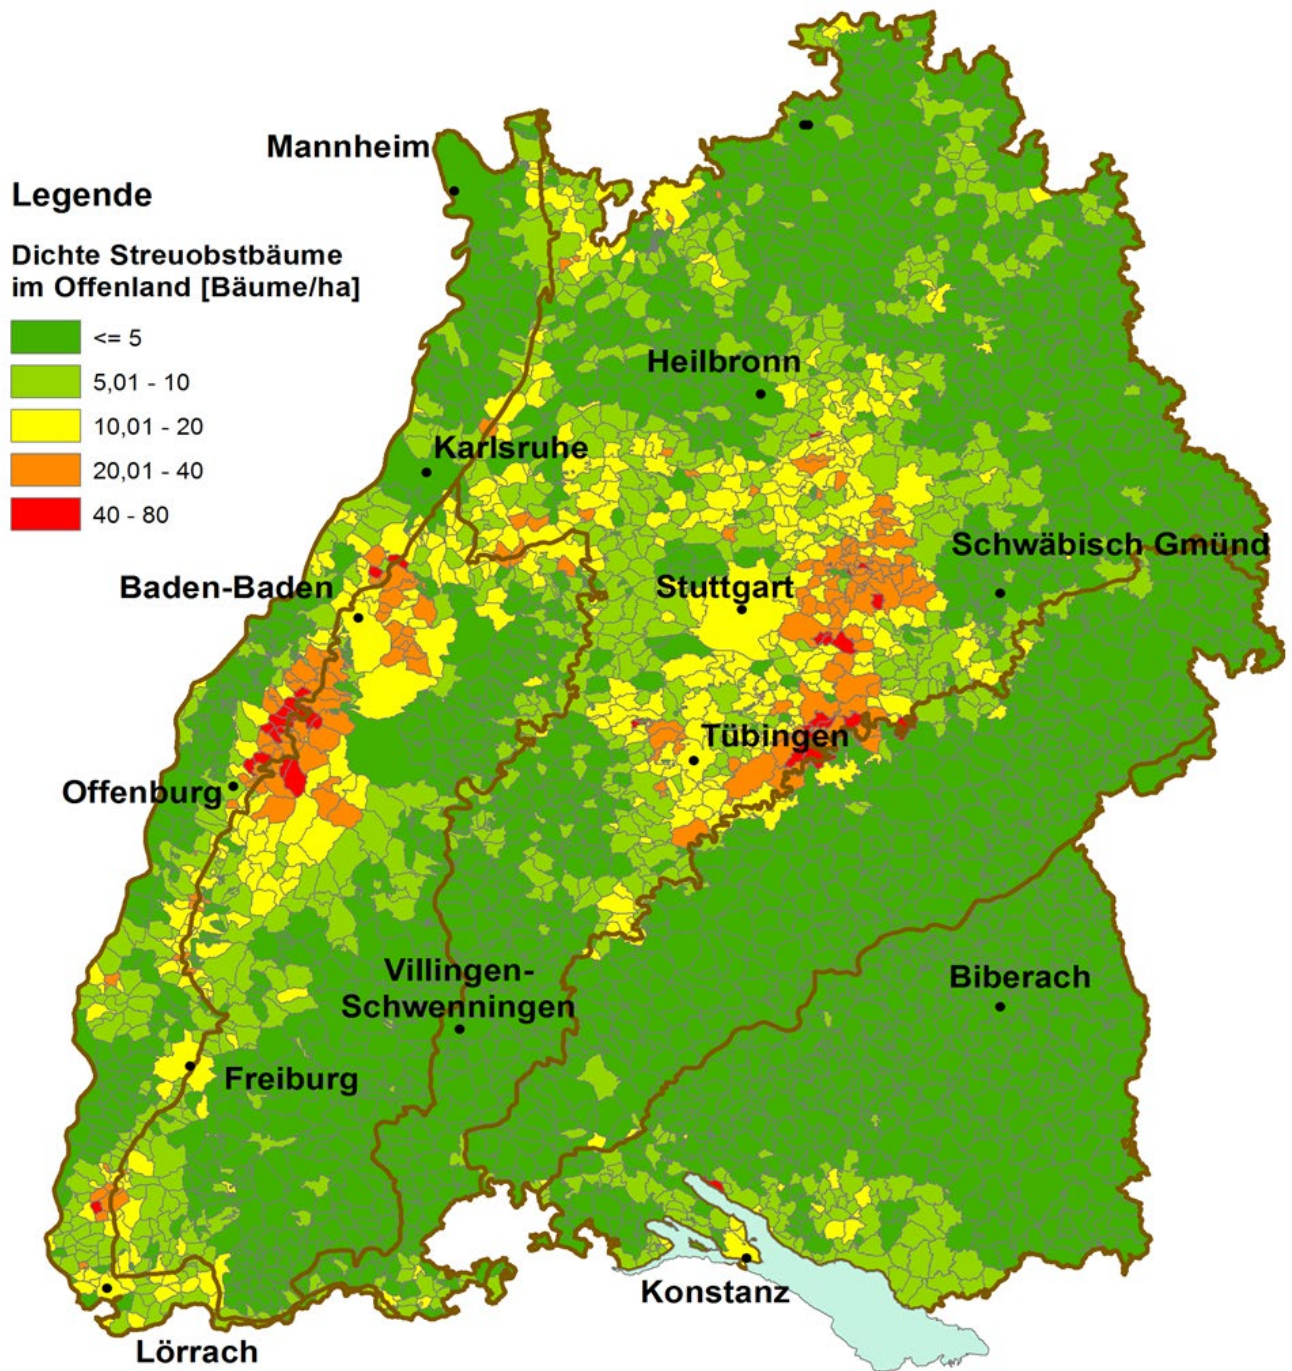 Mannheim
Legende
Dichte Streuobstbäume
im Offenland [Bäume/ha]
<= 5
5,01 - 10
10,01 - 20
20,01 - 40
40 - 80
Heilbronn
Karlsruhe
Schwäbisch Gmünd
Baden-Baden
Stuttgart
Tübingen
Offenburg
Villingen-
Schwenningen
Biberach
Freiburg
Konstanz
Lörrach